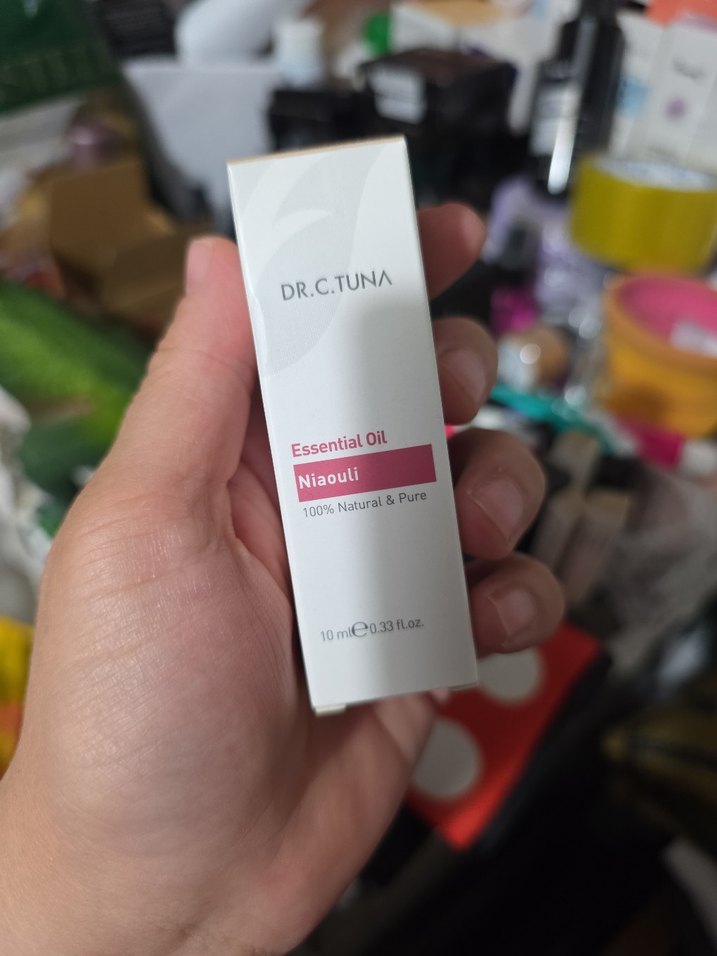 DR.C.TUNA
Essential Oil
Niaouli
100% Natural & Pure
10 ml℮0.33 fl.oz.